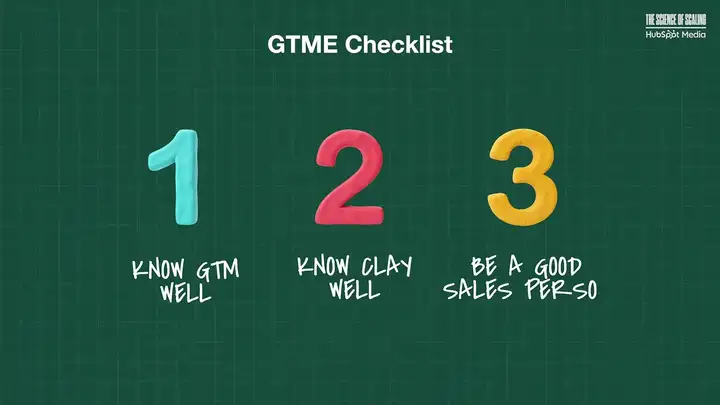 THE SCIENCE OF SCALING
HubSpot Media
GTME Checklist
1
2
3
KNOW GTM
WELL
KNOW CLAY
WELL
BE A GOOD
SALES PERSO